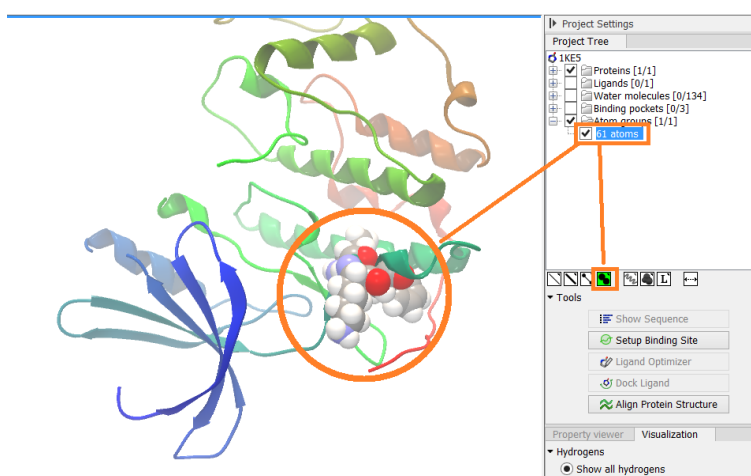 Project Settings
Project Tree
1KE5
Proteins [1/1]
Ligands [0/1]
Water molecules [0/134]
Binding pockets [0/3]
Atom groups [1/1]
61 atoms
L
Tools
Show Sequence
Setup Binding Site
Ligand Optimizer
Dock Ligand
Align Protein Structure
Property viewer Visualization
Hydrogens
Show all hydrogens